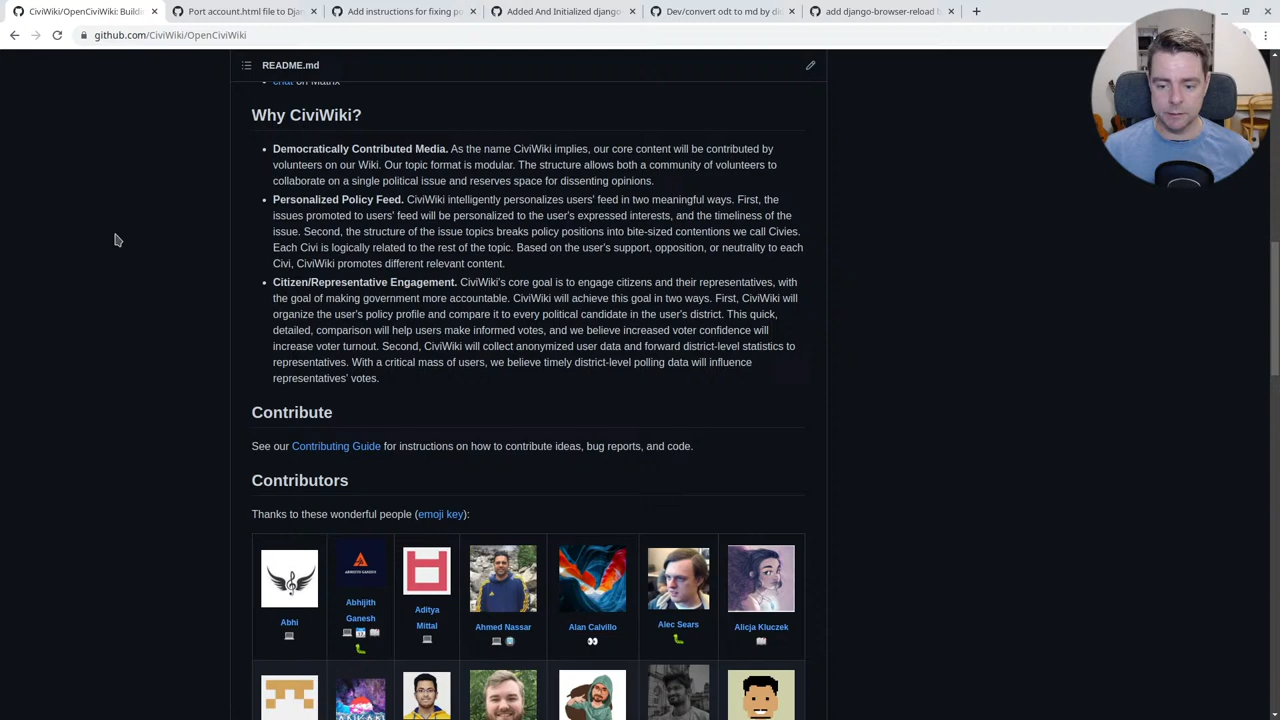 CiviWiki/OpenCiviWiki: Buildi
Port account.html file to Djan
Add instructions for fixing po
Added And Initialized django
Dev/convert odt to md by di
add django-browser-reload b
github.com/CiviWiki/OpenCiviWiki
README.md
chat on Matrix
Why CiviWiki?
Democratically Contributed Media. As the name CiviWiki implies, our core content will be contributed by
volunteers on our Wiki. Our topic format is modular. The structure allows both a community of volunteers to
collaborate on a single political issue and reserves space for dissenting opinions.
Personalized Policy Feed. CiviWiki intelligently personalizes users' feed in two meaningful ways. First, the
issues promoted to users' feed will be personalized to the user's expressed interests, and the timeliness of the
issue. Second, the structure of the issue topics breaks policy positions into bite-sized contentions we call Civies.
Each Civi is logically related to the rest of the topic. Based on the user's support, opposition, or neutrality to each
Civi, CiviWiki promotes different relevant content.
Citizen/Representative Engagement. CiviWiki's core goal is to engage citizens and their representatives, with
the goal of making government more accountable. CiviWiki will achieve this goal in two ways. First, CiviWiki will
organize the user's policy profile and compare it to every political candidate in the user's district. This quick,
detailed, comparison will help users make informed votes, and we believe increased voter confidence will
increase voter turnout. Second, CiviWiki will collect anonymized user data and forward district-level statistics to
representatives. With a critical mass of users, we believe timely district-level polling data will influence
representatives' votes.
Contribute
See our Contributing Guide for instructions on how to contribute ideas, bug reports, and code.
Contributors
Thanks to these wonderful people (emoji key):
ABHIJITH GANESH
Abhi
Abhijith
Ganesh
Aditya
Mittal
Ahmed Nassar
Alan Calvillo
Alec Sears
Alicja Kluczek